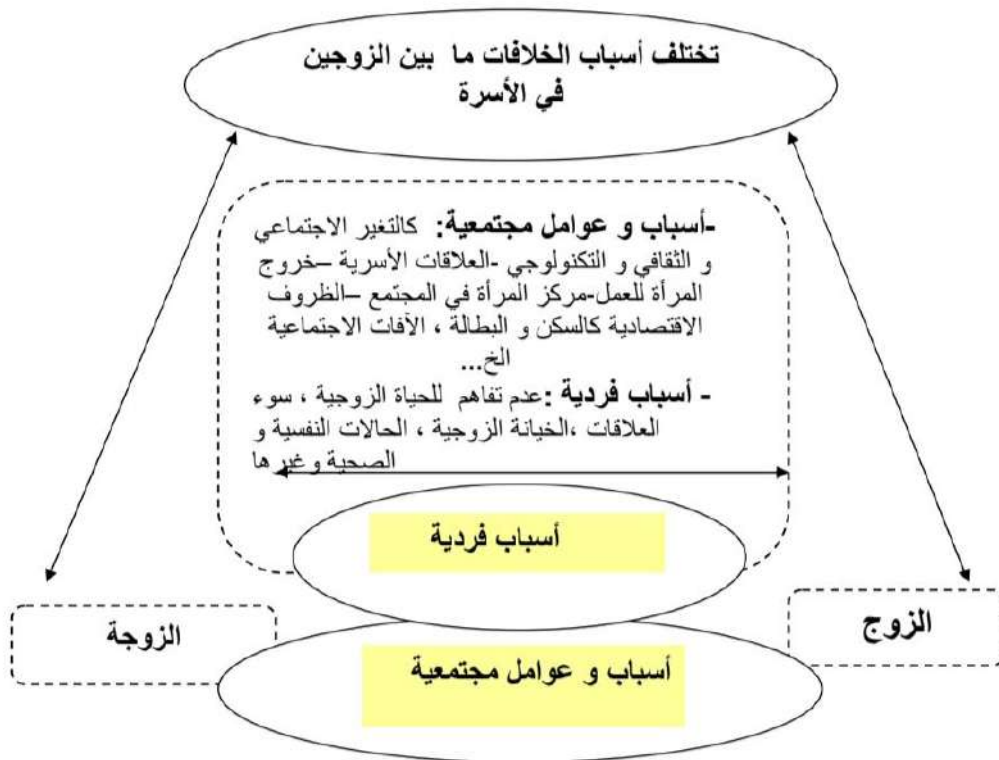 تختلف أسباب الخلافات ما بين الزوجين
في الأسرة
-أسباب و عوامل مجتمعية: كالتغير الاجتماعي
و الثقافي و التكنولوجي -العلاقات الأسرية –خروج
المرأة للعمل-مركز المرأة في المجتمع –الظروف
الاقتصادية كالسكن و البطالة ، الآفات الاجتماعية
الخ...
- أسباب فردية :عدم تفاهم للحياة الزوجية ، سوء
العلاقات ،الخيانة الزوجية ، الحالات النفسية و
الصحية وغيرها
أسباب فردية
الزوج
الزوجة
أسباب و عوامل مجتمعية